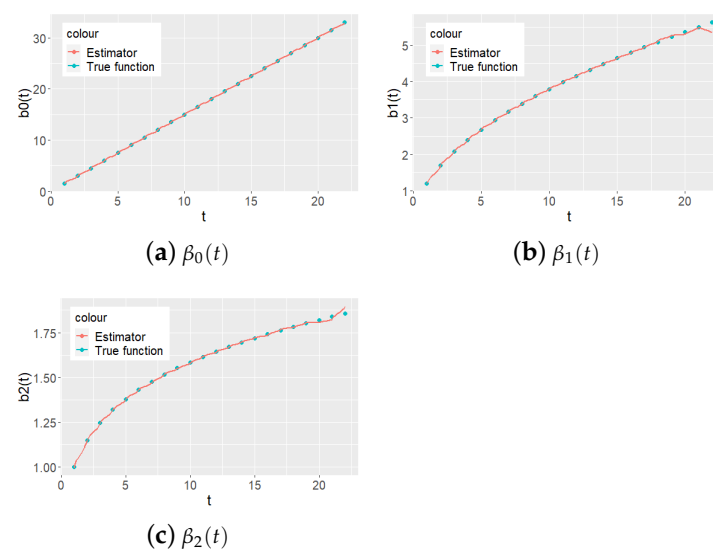 colour
Estimator
True function
b0(t)
30
20
10
0
0 5 10 15 20
t
(a) β0(t)
colour
Estimator
True function
b1(t)
5
4
3
2
1
0 5 10 15 20
t
(b) β1(t)
colour
Estimator
True function
b2(t)
1.75
1.50
1.25
1.00
0 5 10 15 20
t
(c) β2(t)